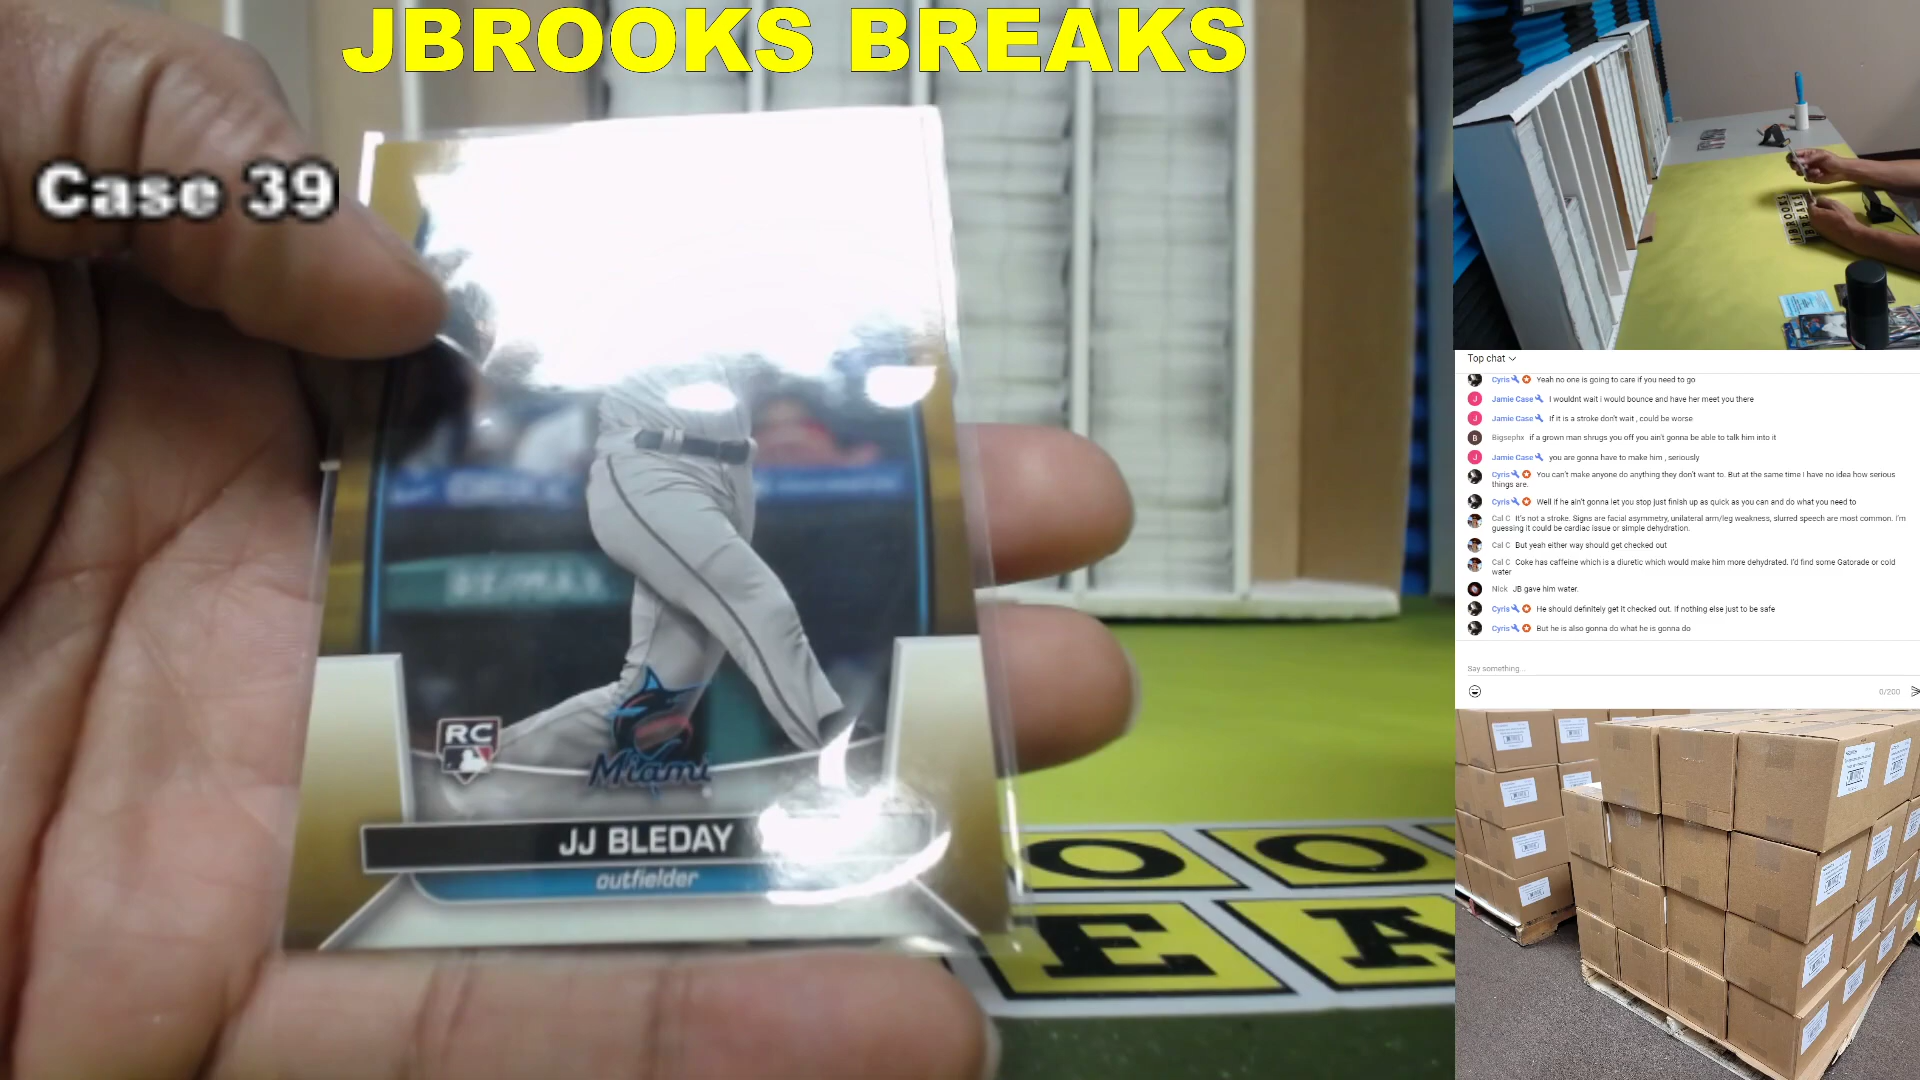 JBROOKS BREAKS
Case 39
RC
Miami
JJ BLEDAY
outfielder
O O
E A
Top chat
Cyris Yeah no one is going to care if you need to go
J Jamie Case I wouldnt wait i would bounce and have her meet you there
J Jamie Case If it is a stroke don't wait , could be worse
B Bigsephx if a grown man shrugs you off you ain't gonna be able to talk him into it
J Jamie Case you are gonna have to make him , seriously
Cyris You can't make anyone do anything they don't want to. But at the same time I have no idea how serious
things are.
Cyris Well if he ain't gonna let you stop just finish up as quick as you can and do what you need to
Cal C It's not a stroke. Signs are facial asymmetry, unilateral arm/leg weakness, slurred speech are most common. I'm
guessing it could be cardiac issue or simple dehydration.
Cal C But yeah either way should get checked out
Cal C Coke has caffeine which is a diuretic which would make him more dehydrated. I'd find some Gatorade or cold
water
Nick JB gave him water.
Cyris He should definitely get it checked out. If nothing else just to be safe
Cyris But he is also gonna do what he is gonna do
Say something...
0/200